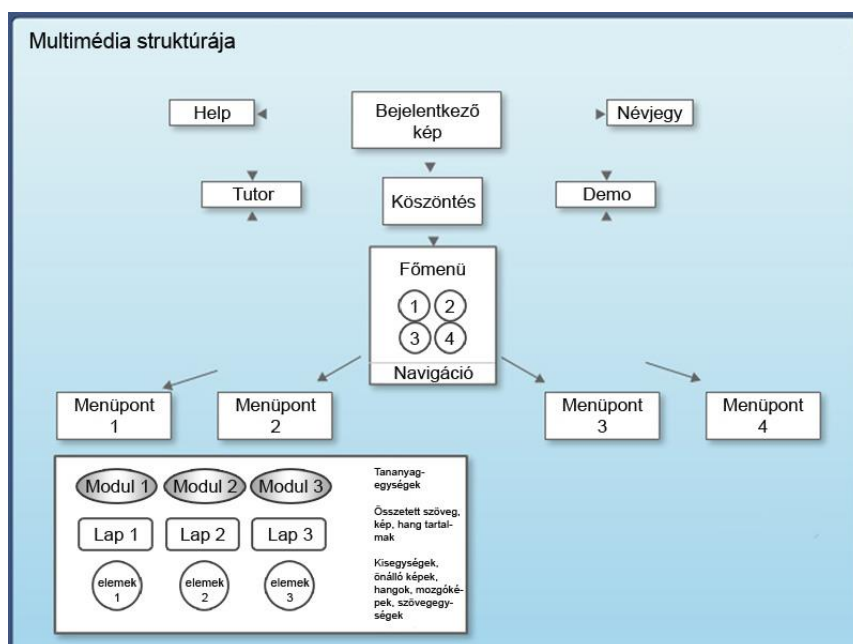 Multimédia struktúrája
Help
Bejelentkező
kép
Névjegy
Tutor
Köszöntés
Demo
Főmenü
1 2
3 4
Navigáció
Menüpont
1
Menüpont
2
Menüpont
3
Menüpont
4
Modul 1 Modul 2 Modul 3
Tananyag-
egységek
Lap 1 Lap 2 Lap 3
Összetett szöveg,
kép, hang tartal-
mak
elemek
1
elemek
2
elemek
3
Kisegységek,
önálló képek,
hangok, mozgóké-
pek, szövegegy-
ségek